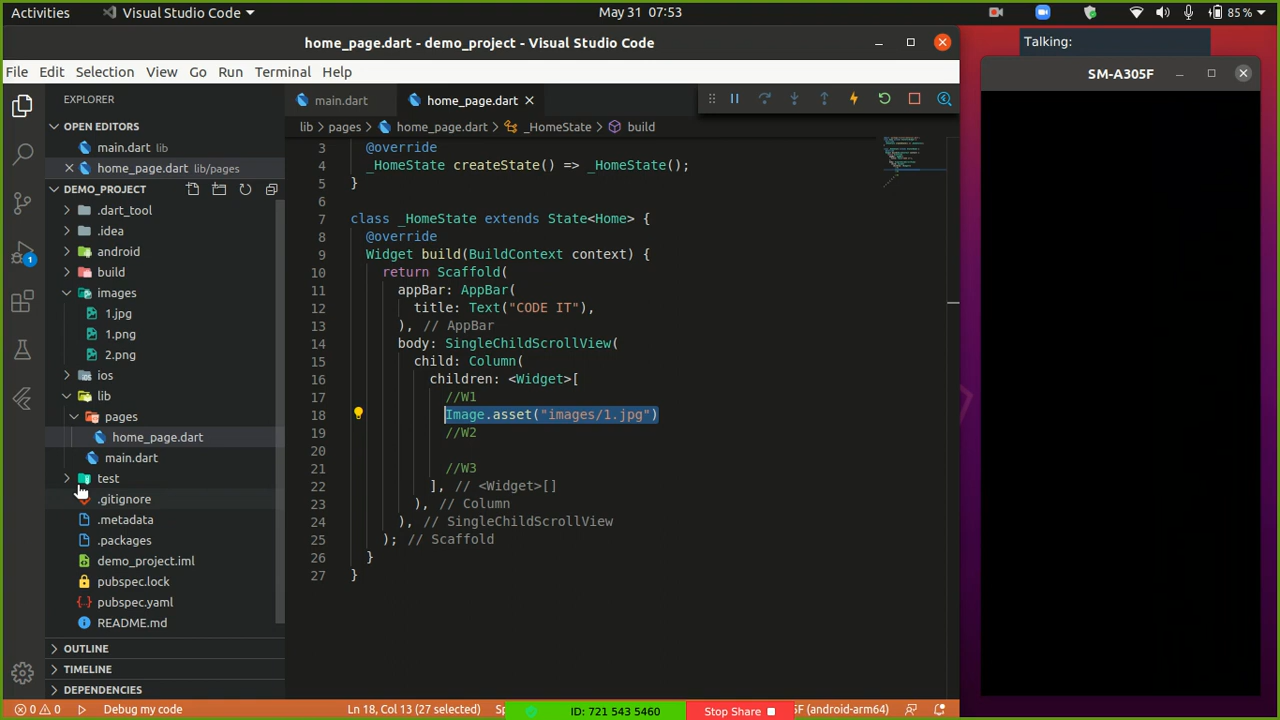 Activities
Visual Studio Code
May 31 07:53
85%
home_page.dart - demo_project - Visual Studio Code
Talking:
SM-A305F
File Edit Selection View Go Run Terminal Help
EXPLORER
OPEN EDITORS
main.dart lib
home_page.dart lib/pages
DEMO_PROJECT
.dart_tool
.idea
android
build
images
1.jpg
1.png
2.png
ios
lib
pages
home_page.dart
main.dart
test
.gitignore
.metadata
.packages
demo_project.iml
pubspec.lock
pubspec.yaml
README.md
OUTLINE
TIMELINE
DEPENDENCIES
1
main.dart
home_page.dart
lib > pages > home_page.dart > _HomeState > build
3 @override
4 _HomeState createState() => _HomeState();
5 }
6
7 class _HomeState extends State<Home> {
8 @override
9 Widget build(BuildContext context) {
10 return Scaffold(
11 appBar: AppBar(
12 title: Text("CODE IT"),
13 ), // AppBar
14 body: SingleChildScrollView(
15 child: Column(
16 children: <Widget>[
17 //W1
18 Image.asset("images/1.jpg")
19 //W2
20
21 //W3
22 ], // <Widget>[]
23 ), // Column
24 ), // SingleChildScrollView
25 ); // Scaffold
26 }
27 }
0 0
Debug my code
Ln 18, Col 13 (27 selected)
Sp
ID: 721 543 5460
Stop Share
5F (android-arm64)